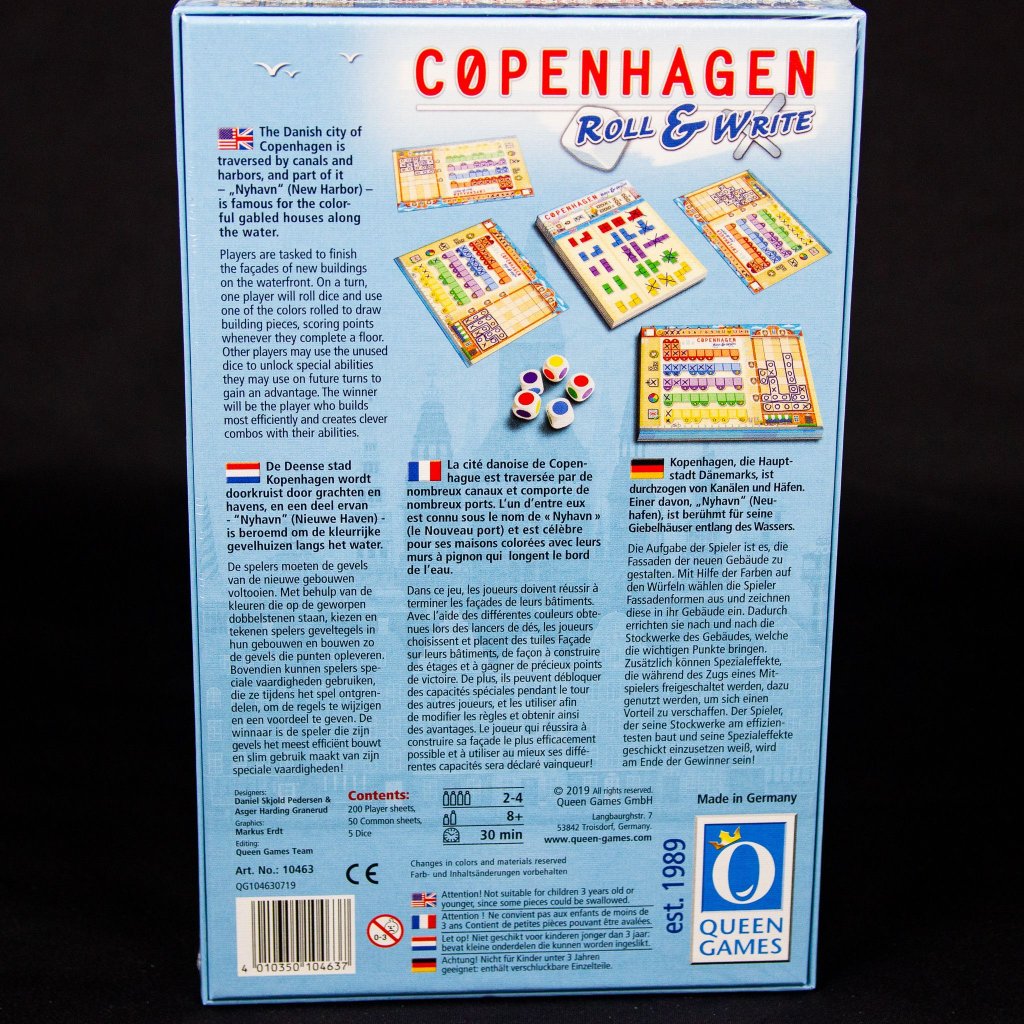 COPENHAGEN
ROLL & WRITE
The Danish city of
Copenhagen is
traversed by canals and
harbors, and part of it
– „Nyhavn“ (New Harbor) –
is famous for the color-
ful gabled houses along
the water.
Players are tasked to finish
the façades of new buildings
on the waterfront. On a turn,
one player will roll dice and use
one of the colors rolled to draw
building pieces, scoring points
whenever they complete a floor.
Other players may use the unused
dice to unlock special abilities
they may use on future turns to
gain an advantage. The winner
will be the player who builds
most efficiently and creates clever
combos with their abilities.
COPENHAGEN
ROLL & WRITE
COPENHAGEN
De Deense stad
Kopenhagen wordt
doorkruist door grachten en
havens, en een deel ervan
- “Nyhavn” (Nieuwe Haven) -
is beroemd om de kleurrijke
gevelhuizen langs het water.
De spelers moeten de gevels
van de nieuwe gebouwen
voltooien. Met behulp van de
kleuren die op de geworpen
dobbelstenen staan, kiezen en
tekenen spelers geveltegels in
hun gebouwen en bouwen zo
de gevels die punten opleveren.
Bovendien kunnen spelers spe-
ciale vaardigheden gebruiken,
die ze tijdens het spel ontgren-
delen, om de regels te wijzigen
en een voordeel te geven. De
winnaar is de speler die zijn
gevels het meest efficiënt bouwt
en slim gebruik maakt van zijn
speciale vaardigheden!
La cité danoise de Copen-
hague est traversée par de
nombreux canaux et comporte de
nombreux ports. L’un d’entre eux
est connu sous le nom de « Nyhavn »
(le Nouveau port) et est célèbre
pour ses maisons colorées avec leurs
murs à pignon qui longent le bord
de l’eau.
Dans ce jeu, les joueurs doivent réussir à
terminer les façades de leurs bâtiments.
Avec l’aide des différentes couleurs obte-
nues lors des lancers de dés, les joueurs
choisissent et placent des tuiles Façade
sur leurs bâtiments, de façon à construire
des étages et à gagner de précieux points
de victoire. De plus, ils peuvent débloquer
des capacités spéciales pendant le tour
des autres joueurs, et les utiliser afin
de modifier les règles et obtenir ainsi
des avantages. Le joueur qui réussira à
construire sa façade le plus efficacement
possible et à utiliser au mieux ses diffé-
rentes capacités sera déclaré vainqueur!
Kopenhagen, die Haupt-
stadt Dänemarks, ist
durchzogen von Kanälen und Häfen.
Einer davon, „Nyhavn“ (Neu-
hafen), ist berühmt für seine
Giebelhäuser entlang des Wassers.
Die Aufgabe der Spieler ist es, die
Fassaden der neuen Gebäude zu
gestalten. Mit Hilfe der Farben auf
den Würfeln wählen die Spieler
Fassadenformen aus und zeichnen
diese in ihr Gebäude ein. Dadurch
errichten sie nach und nach die
Stockwerke des Gebäudes, welche
die wichtigen Punkte bringen.
Zusätzlich können Spezialeffekte,
die während des Zugs eines Mit-
spielers freigeschaltet werden, dazu
genutzt werden, um sich einen
Vorteil zu verschaffen. Der Spieler,
der seine Stockwerke am effizien-
testen baut und seine Spezialeffekte
geschickt einzusetzen weiß, wird
am Ende der Gewinner sein!
Designers:
Daniel Skjold Pedersen &
Asger Harding Granerud
Graphics:
Markus Erdt
Editing:
Queen Games Team
Art. No.: 10463
QG104630719
4 010350 104637
Contents:
200 Player sheets,
50 Common sheets,
5 Dice
CE
0-3
2-4
8+
30 min
© 2019 All rights reserved.
Queen Games GmbH
Langbaurghstr. 7
53842 Troisdorf, Germany.
www.queen-games.com
Changes in colors and materials reserved
Farb- und Inhaltsänderungen vorbehalten
Attention! Not suitable for children 3 years old or
younger, since some pieces could be swallowed.
Attention ! Ne convient pas aux enfants de moins de
3 ans Contient de petites pièces pouvant être avalées.
Let op! Niet geschikt voor kinderen jonger dan 3 jaar:
bevat kleine onderdelen die kunnen worden ingeslikt.
Achtung! Nicht für Kinder unter 3 Jahren
geeignet: enthält verschluckbare Einzelteile.
Made in Germany
est. 1989
QUEEN
GAMES